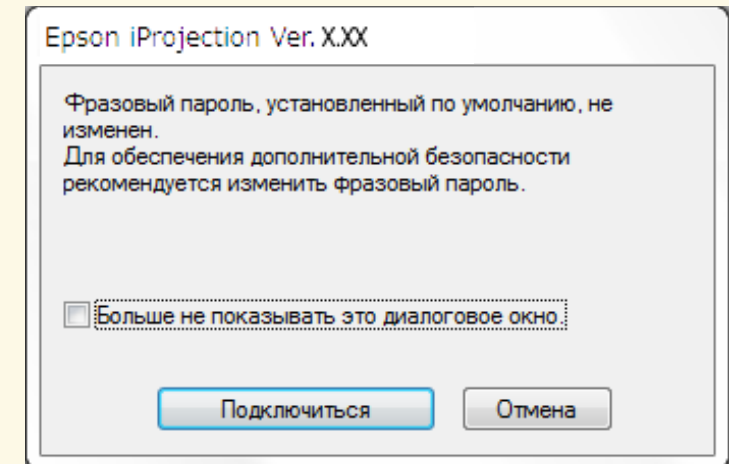 Epson iProjection Ver. X.XX
Фразовый пароль, установленный по умолчанию, не
изменен.
Для обеспечения дополнительной безопасности
рекомендуется изменить фразовый пароль.
Больше не показывать это диалоговое окно.
Подключиться
Отмена